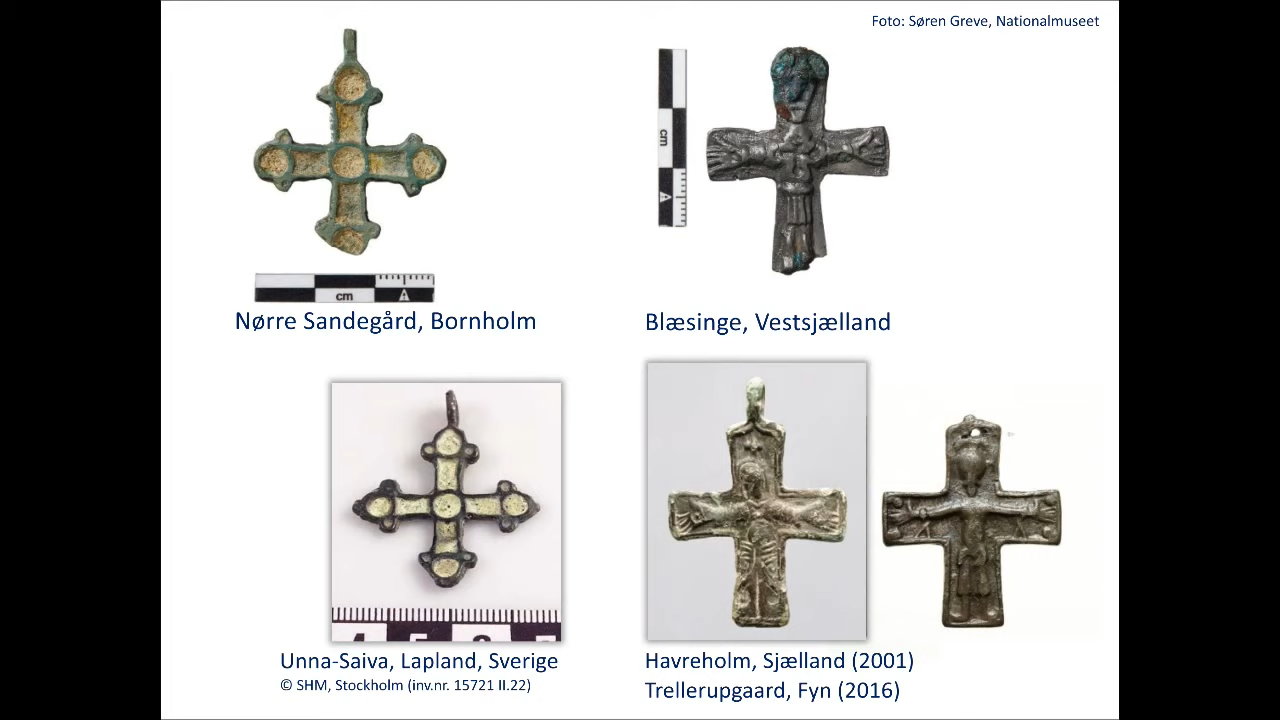 Foto: Søren Greve, Nationalmuseet
cm
A
cm
A
Nørre Sandegård, Bornholm
Blæsinge, Vestsjælland
Unna-Saiva, Lapland, Sverige
© SHM, Stockholm (inv.nr. 15721 II.22)
Havreholm, Sjælland (2001)
Trellerupgaard, Fyn (2016)